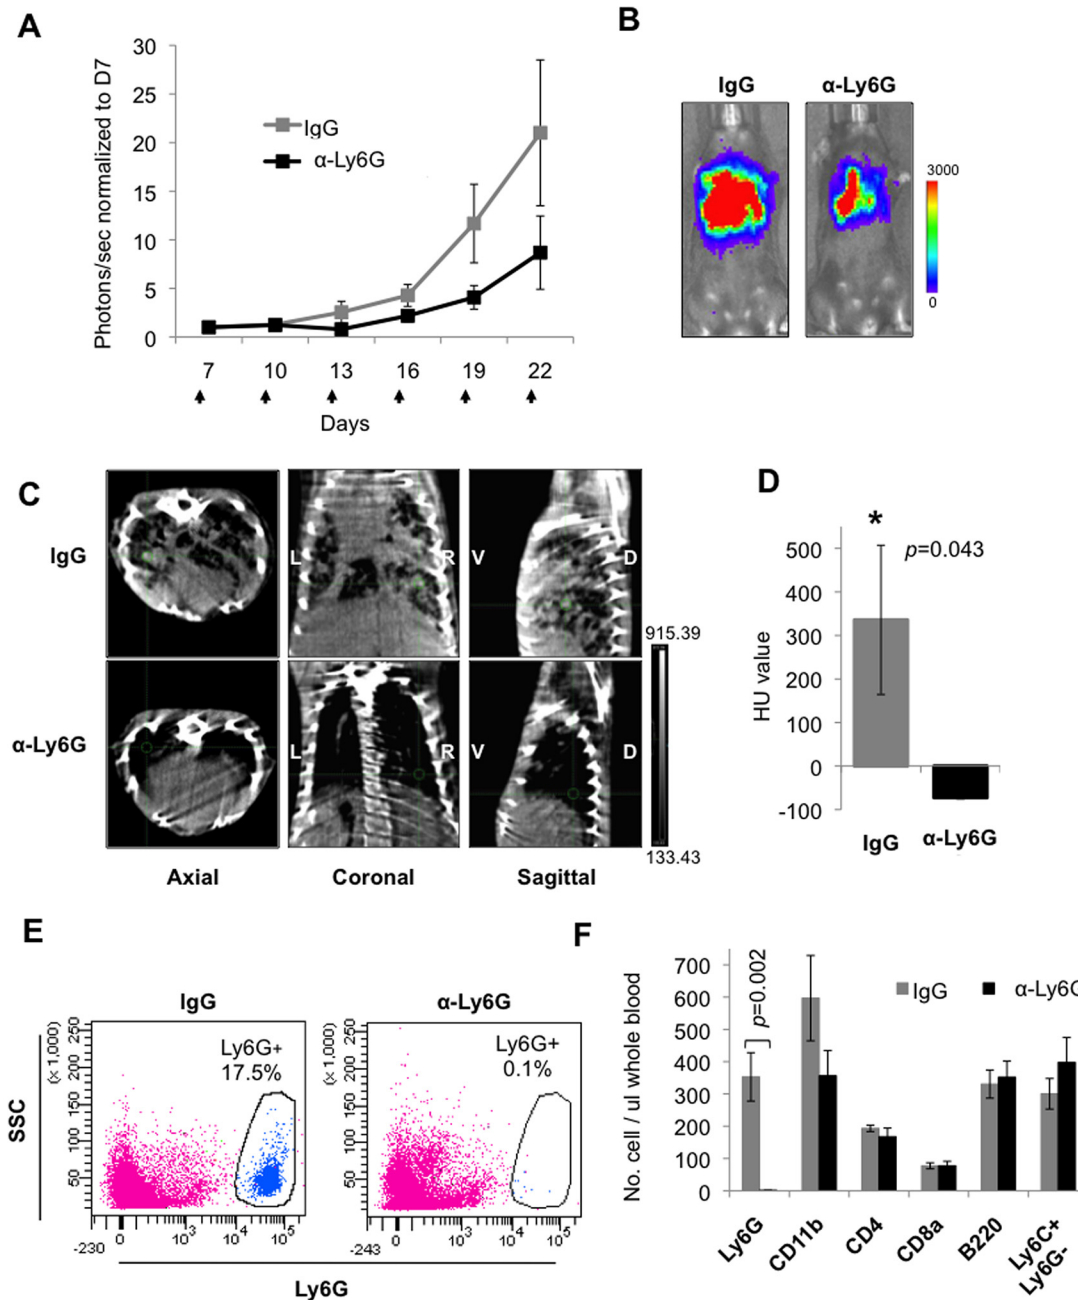 A
Photons/sec normalized to D7
30
25
20
15
10
5
0
IgG
α-Ly6G
7 10 13 16 19 22
Days
B
IgG α-Ly6G
3000
0
C
IgG
L R V D
α-Ly6G
L R V D
915.39
133.43
Axial Coronal Sagittal
D
*
p=0.043
HU value
500
400
300
200
100
0
-100
IgG α-Ly6G
E
IgG α-Ly6G
SSC
(x 1,000)
250
200
150
100
50
Ly6G+
17.5%
-230 0 10³ 10⁴ 10⁵
(x 1,000)
250
200
150
100
50
Ly6G+
0.1%
-243 0 10³ 10⁴ 10⁵
Ly6G
F
No. cell / ul whole blood
700
600
500
400
300
200
100
0
p=0.002
IgG α-Ly6G
Ly6G
CD11b
CD4
CD8a
B220
Ly6C+
Ly6G-